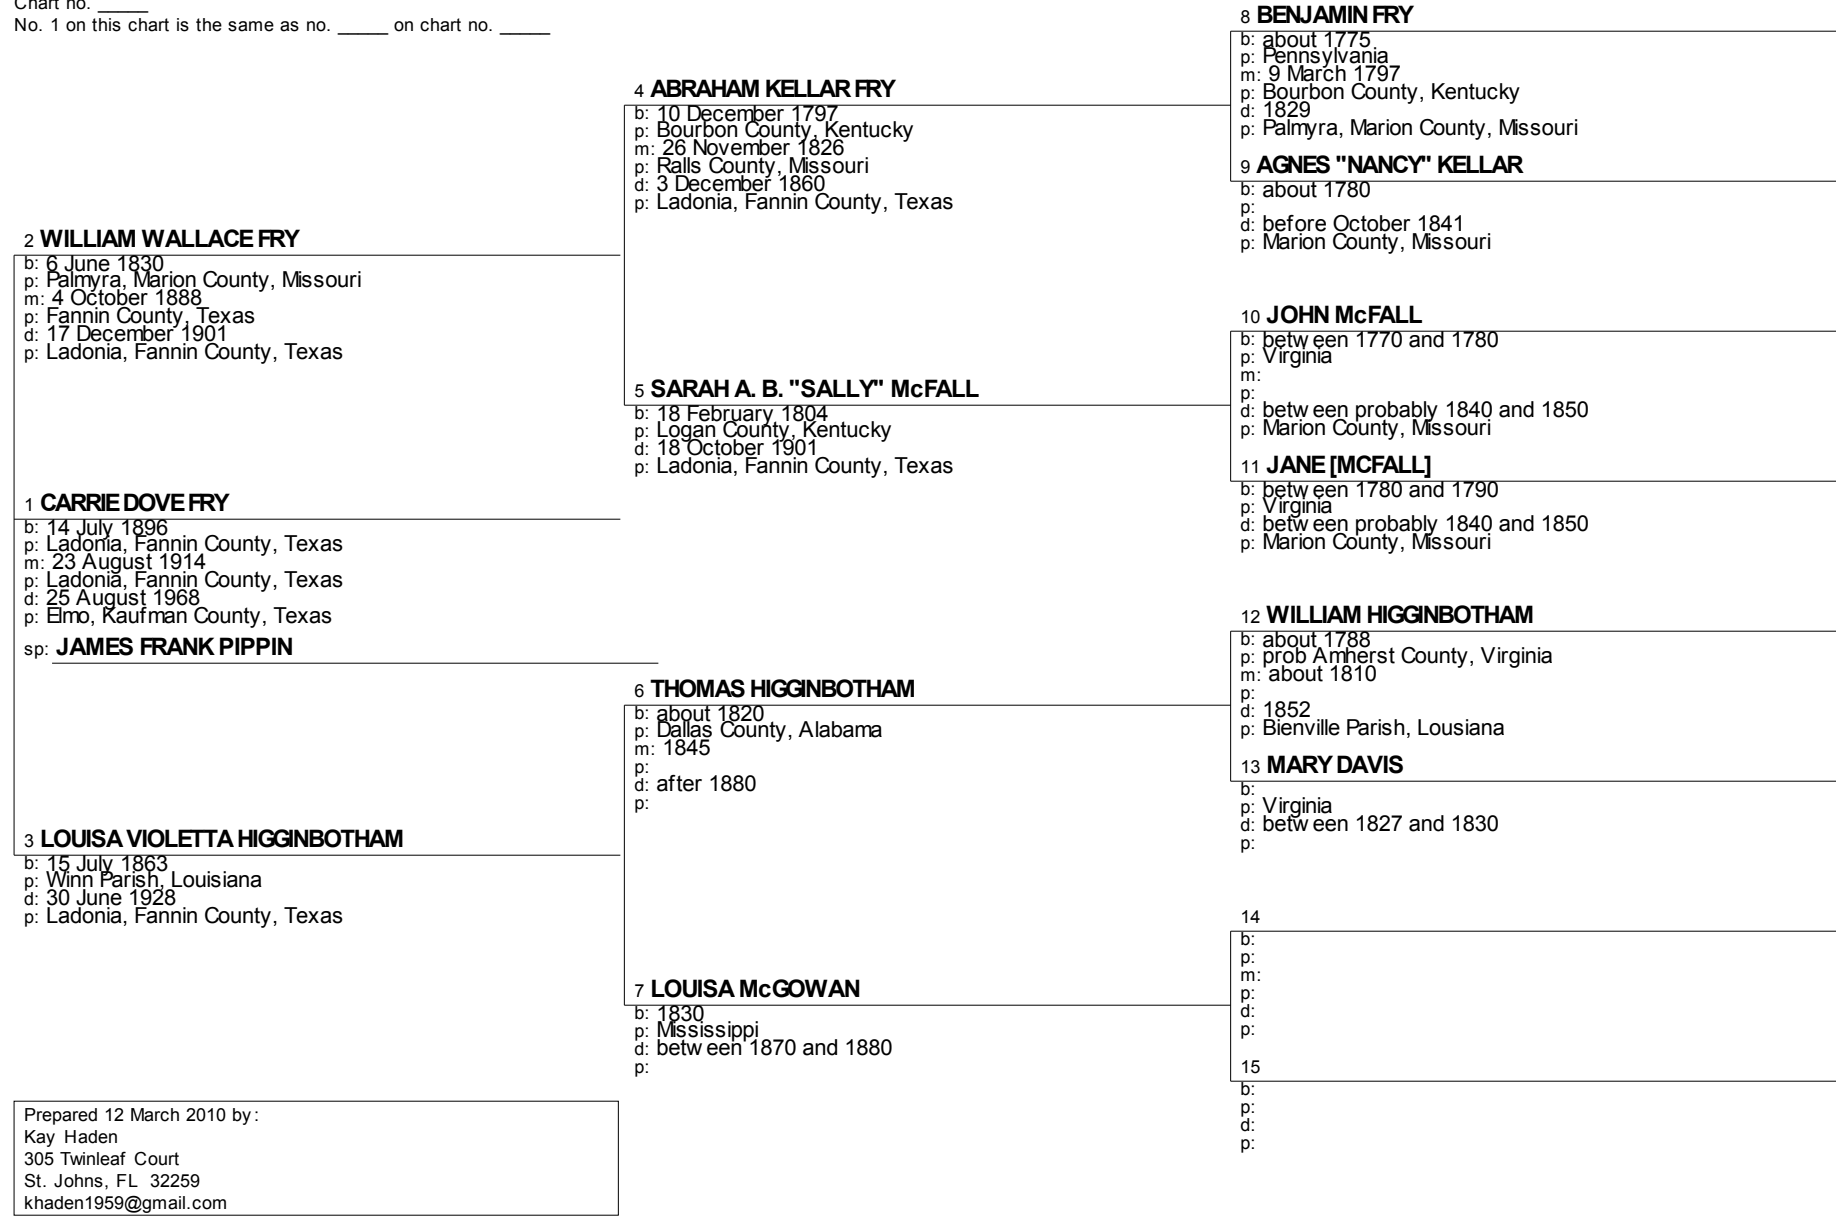 Chart no. _____
No. 1 on this chart is the same as no. _____ on chart no. _____
2 WILLIAM WALLACE FRY
b: 6 June 1830
p: Palmyra, Marion County, Missouri
m: 4 October 1888
p: Fannin County, Texas
d: 17 December 1901
p: Ladonia, Fannin County, Texas
1 CARRIE DOVE FRY
b: 14 July 1896
p: Ladonia, Fannin County, Texas
m: 23 August 1914
p: Ladonia, Fannin County, Texas
d: 25 August 1968
p: Elmo, Kaufman County, Texas
sp: JAMES FRANK PIPPIN
3 LOUISA VIOLETTA HIGGINBOTHAM
b: 15 July 1863
p: Winn Parish, Louisiana
d: 30 June 1928
p: Ladonia, Fannin County, Texas
4 ABRAHAM KELLAR FRY
b: 10 December 1797
p: Bourbon County, Kentucky
m: 26 November 1826
p: Ralls County, Missouri
d: 3 December 1860
p: Ladonia, Fannin County, Texas
5 SARAH A. B. "SALLY" McFALL
b: 18 February 1804
p: Logan County, Kentucky
d: 18 October 1901
p: Ladonia, Fannin County, Texas
6 THOMAS HIGGINBOTHAM
b: about 1820
p: Dallas County, Alabama
m: 1845
p:
d: after 1880
p:
7 LOUISA McGOWAN
b: 1830
p: Mississippi
d: between 1870 and 1880
p:
8 BENJAMIN FRY
b: about 1775
p: Pennsylvania
m: 9 March 1797
p: Bourbon County, Kentucky
d: 1829
p: Palmyra, Marion County, Missouri
9 AGNES "NANCY" KELLAR
b: about 1780
p:
d: before October 1841
p: Marion County, Missouri
10 JOHN McFALL
b: between 1770 and 1780
p: Virginia
m:
p:
d: between probably 1840 and 1850
p: Marion County, Missouri
11 JANE [MCFALL]
b: between 1780 and 1790
p: Virginia
d: between probably 1840 and 1850
p: Marion County, Missouri
12 WILLIAM HIGGINBOTHAM
b: about 1788
p: prob Amherst County, Virginia
m: about 1810
p:
d: 1852
p: Bienville Parish, Lousiana
13 MARY DAVIS
b:
p: Virginia
d: between 1827 and 1830
p:
14
b:
p:
m:
p:
d:
p:
15
b:
p:
d:
p:
Prepared 12 March 2010 by:
Kay Haden
305 Twinleaf Court
St. Johns, FL 32259
khaden1959@gmail.com